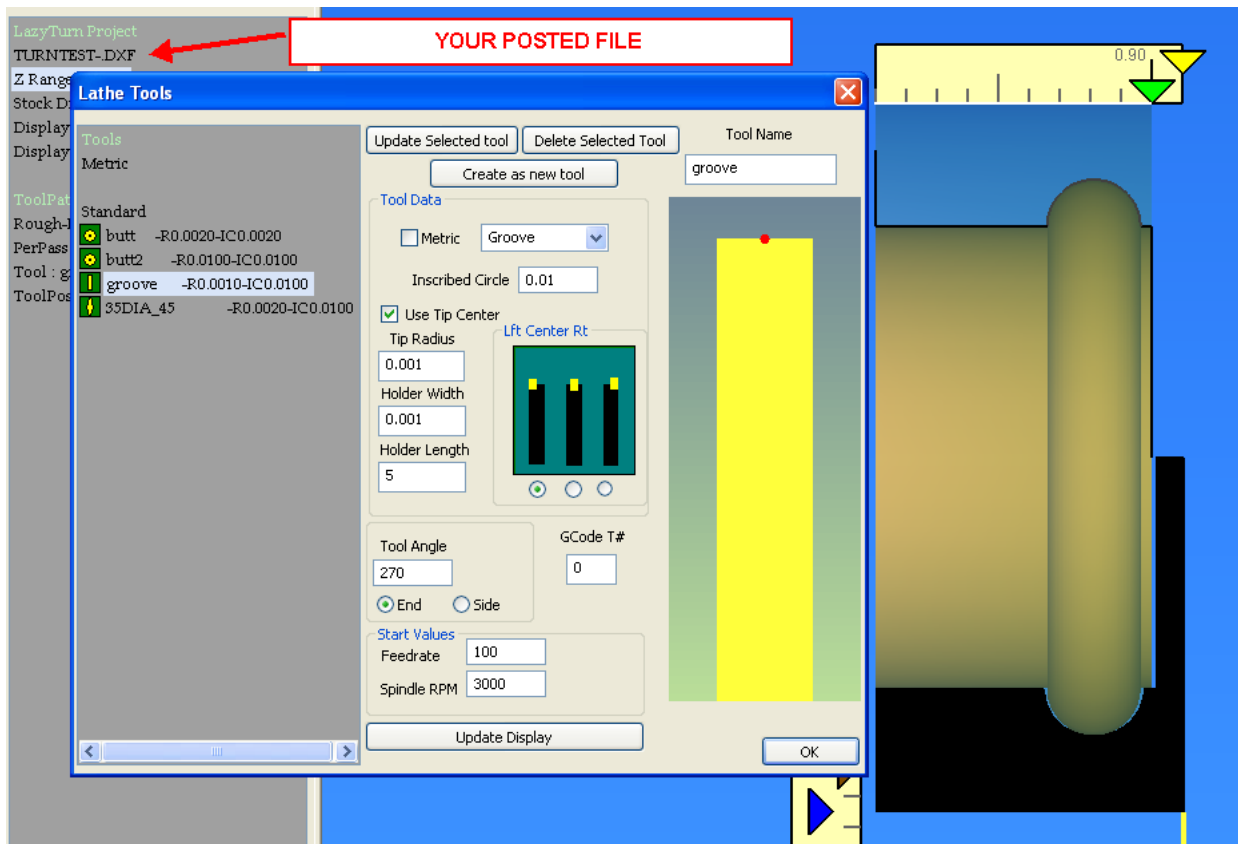 LazyTurn Project
TURNTEST-.DXF
YOUR POSTED FILE
0.90
Z Range
Stock D
Display
Display
ToolPat
Rough-
PerPass
Tool : g
ToolPos
Lathe Tools
Tools
Metric
Standard
butt -R0.0020-IC0.0020
butt2 -R0.0100-IC0.0100
groove -R0.0010-IC0.0100
35DIA_45 -R0.0020-IC0.0100
Update Selected tool Delete Selected Tool
Create as new tool
Tool Name
groove
Tool Data
Metric Groove
Inscribed Circle 0.01
Use Tip Center
Tip Radius
0.001
Holder Width
0.001
Holder Length
5
Lft Center Rt
Tool Angle
270
End Side
GCode T#
0
Start Values
Feedrate 100
Spindle RPM 3000
Update Display
OK